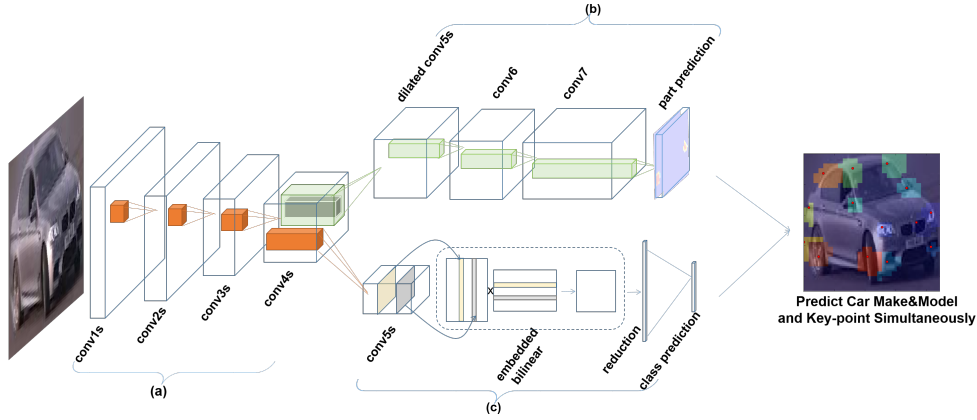 (b)
dilated conv5s
conv6
conv7
part prediction
conv1s
conv2s
conv3s
conv4s
(a)
conv5s
x
embedded
bilinear
reduction
class prediction
(c)
Predict Car Make&Model
and Key-point Simultaneously